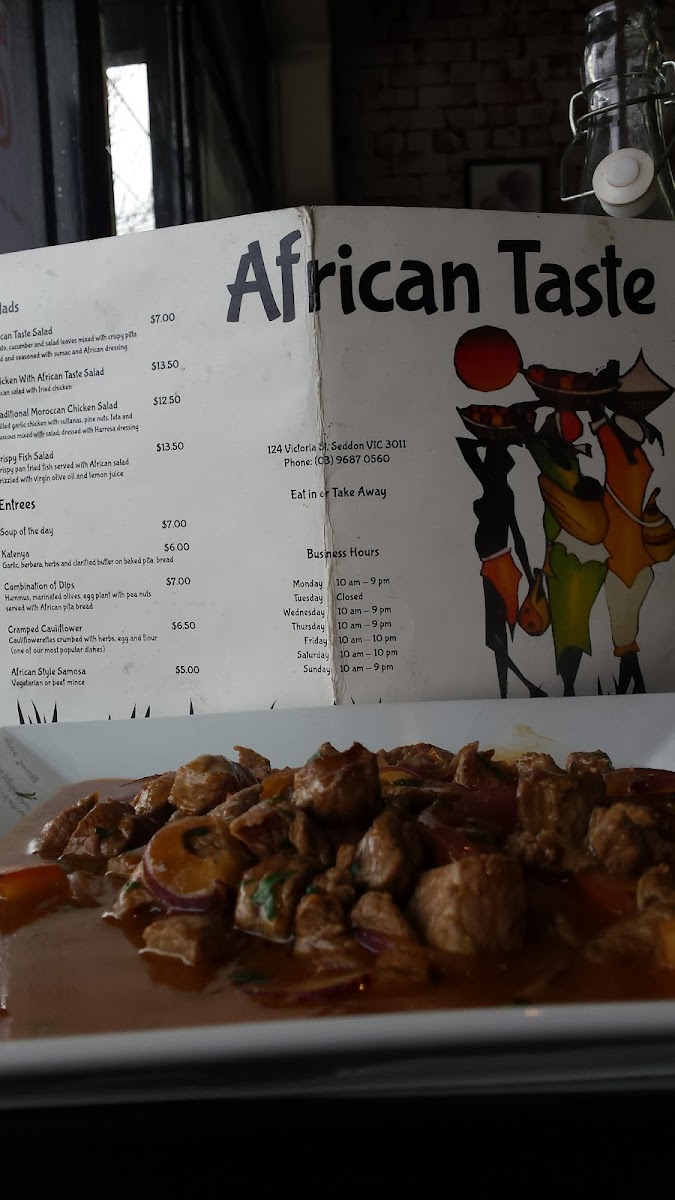 African Taste
lads
can Taste Salad $7.00
to, cucumber and salad leaves mixed with crispy pitta
d and seasoned with sumac and African dressing
icken With African Taste Salad $13.50
ican salad with fried chicken
aditional Moroccan Chicken Salad $12.50
illed garlic chicken with sultanas, pine nuts, feta and
uscous mixed with salad, dressed with Harresa dressing
rispy Fish Salad $13.50
rispy pan fried fish served with African salad
rizzled with virgin olive oil and lemon juice
Entrees
Soup of the day $7.00
Katenya $6.00
Garlic, berbera, herbs and clarified butter on baked pita bread
Combination of Dips $7.00
Hummus, marinated olives, egg plant with pea nuts
served with African pita bread
Cramped Cauliflower $6.50
Cauliflowerettes crumbed with herbs, egg and flour
(one of our most popular dishes)
African Style Samosa $5.00
Vegetarian or beef mince
124 Victoria St. Seddon VIC 3011
Phone: (03) 9687 0560
Eat in or Take Away
Business Hours
Monday 10 am – 9 pm
Tuesday Closed
Wednesday 10 am – 9 pm
Thursday 10 am – 9 pm
Friday 10 am – 10 pm
Saturday 10 am – 10 pm
Sunday 10 am – 9 pm